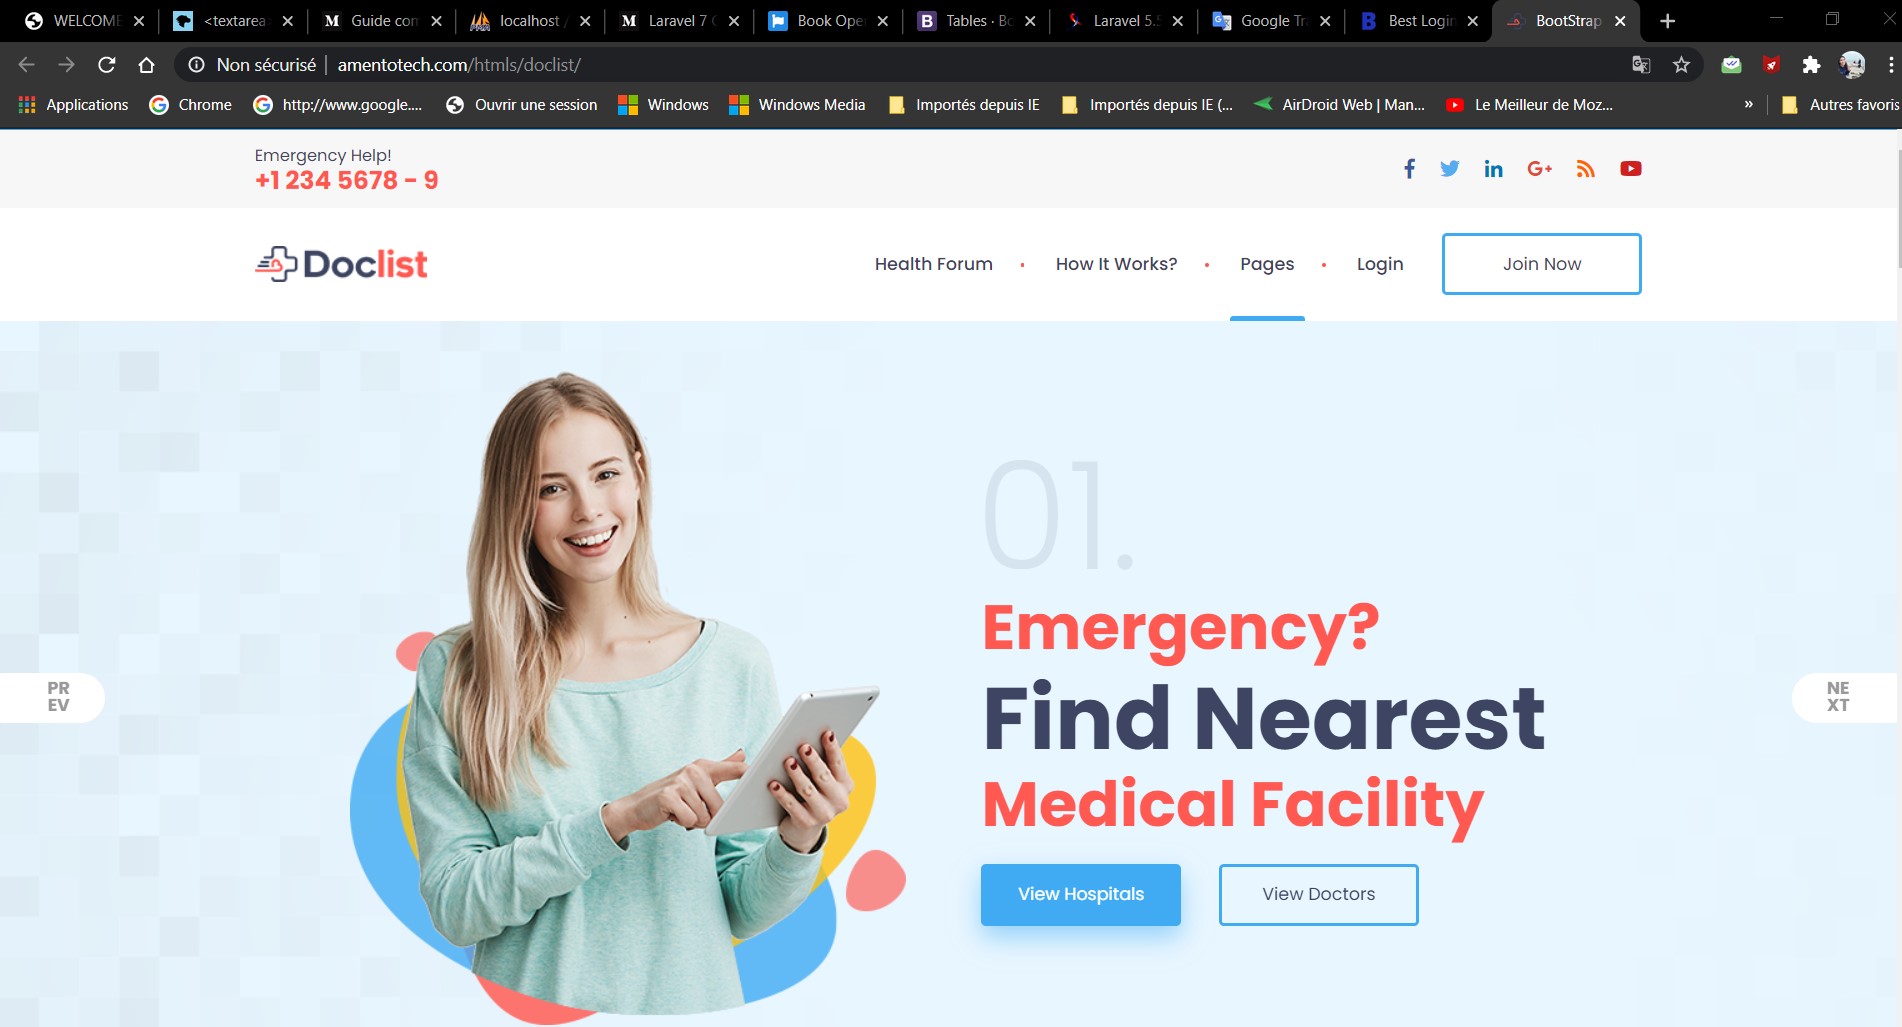 WELCOME
<textarea
Guide com
localhost /
Laravel 7 C
Book Oper
Tables · Bo
Laravel 5.5
Google Tra
Best Login
BootStrap
Non sécurisé | amentotech.com/htmls/doclist/
Applications
Chrome
http://www.google....
Ouvrir une session
Windows
Windows Media
Importés depuis IE
Importés depuis IE (...
AirDroid Web | Man...
Le Meilleur de Moz...
»
Autres favoris
Emergency Help!
+1 234 5678 - 9
Doclist
Health Forum
How It Works?
Pages
Login
Join Now
01.
Emergency?
Find Nearest
Medical Facility
PR
EV
NE
XT
View Hospitals
View Doctors